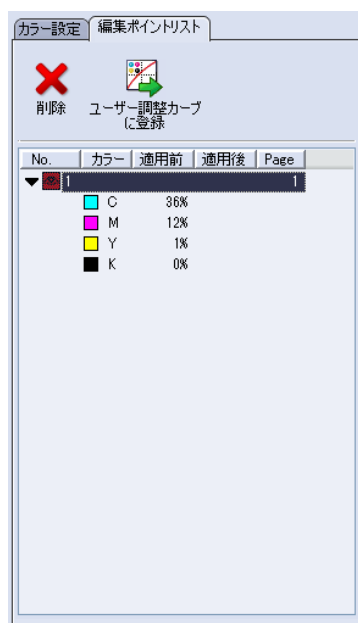 カラー設定 編集ポイントリスト
削除 ユーザー調整カーブ
に登録
No. カラー 適用前 適用後 Page
1 1
C 36%
M 12%
Y 1%
K 0%